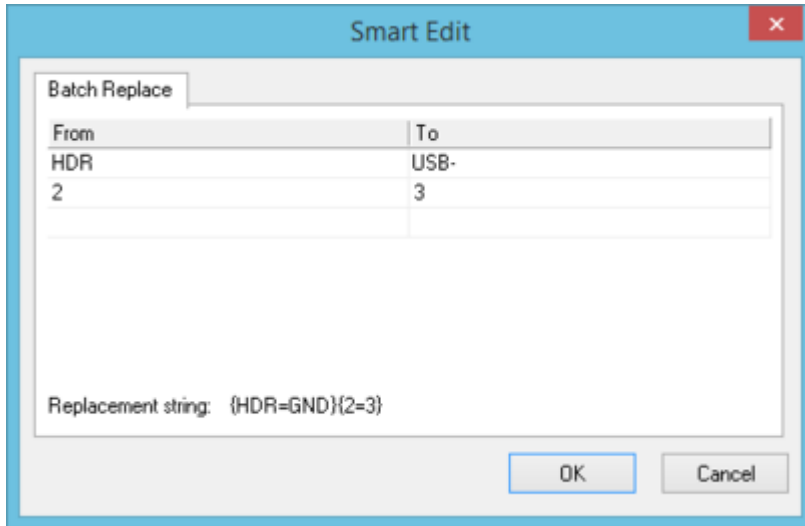 Smart Edit
Batch Replace
From To
HDR USB-
2 3
Replacement string: {HDR=GND}{2=3}
OK Cancel